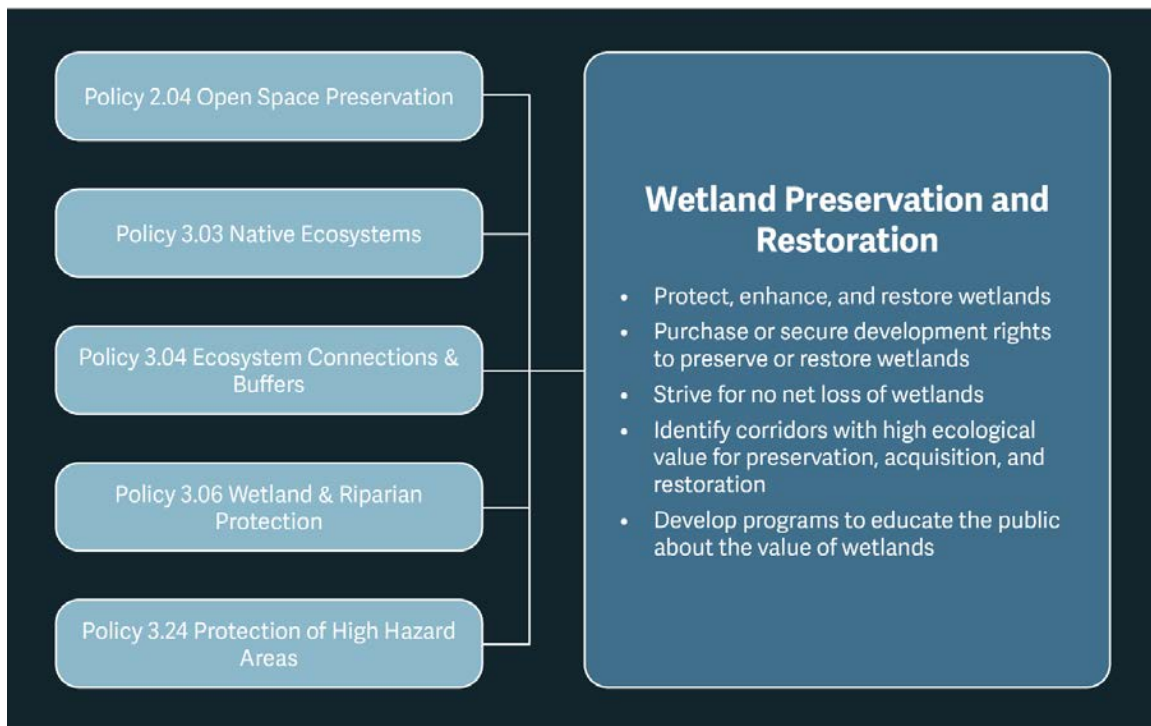 Policy 2.04 Open Space Preservation
Policy 3.03 Native Ecosystems
Policy 3.04 Ecosystem Connections &
Buffers
Policy 3.06 Wetland & Riparian
Protection
Policy 3.24 Protection of High Hazard
Areas
Wetland Preservation and
Restoration
• Protect, enhance, and restore wetlands
• Purchase or secure development rights
to preserve or restore wetlands
• Strive for no net loss of wetlands
• Identify corridors with high ecological
value for preservation, acquisition, and
restoration
• Develop programs to educate the public
about the value of wetlands